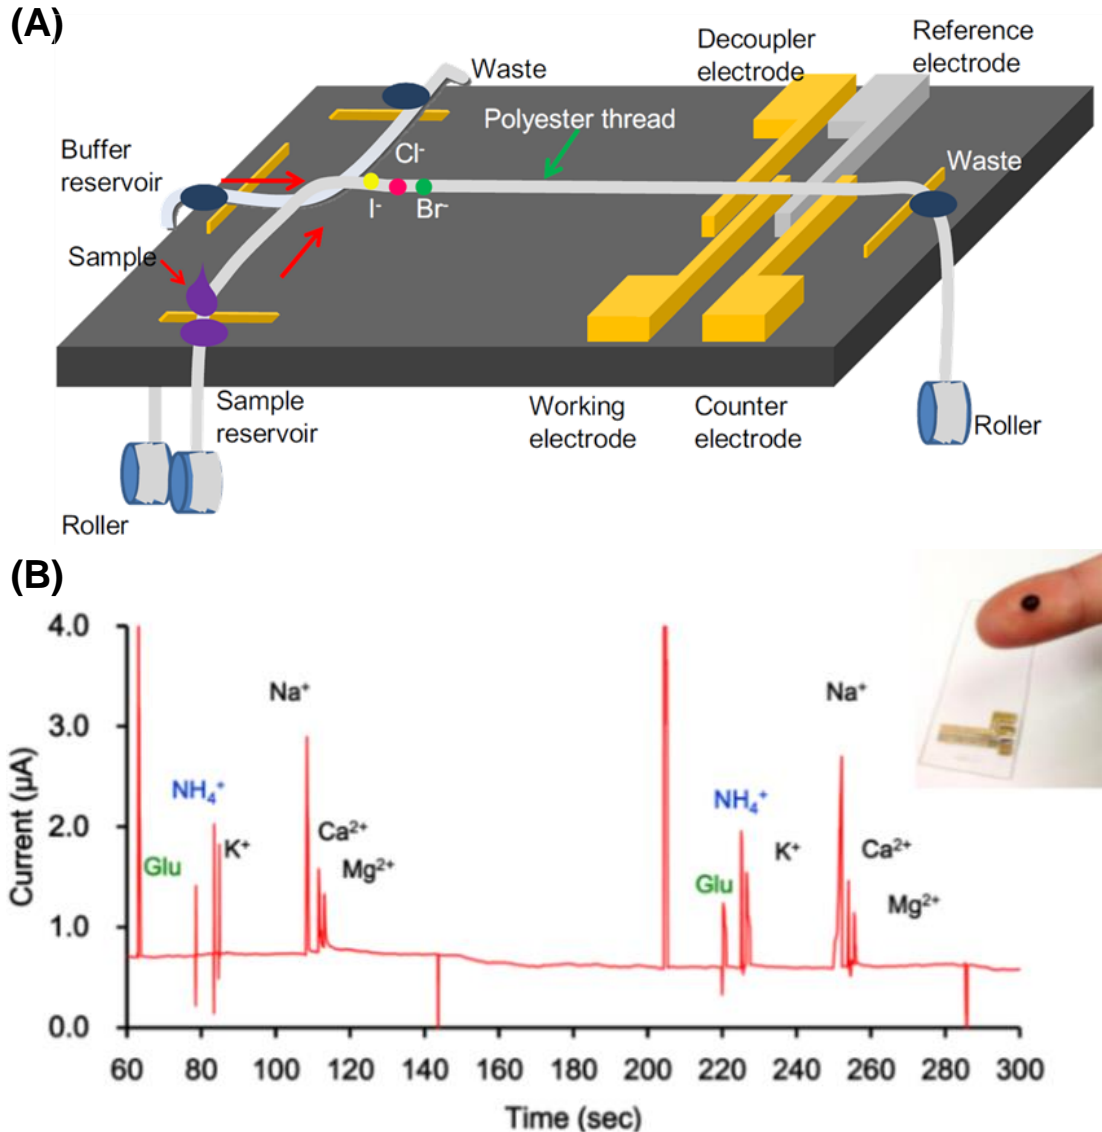 (A)
Decoupler
electrode
Reference
electrode
Waste
Polyester thread
Buffer
reservoir
Cl-
Waste
I-
Br-
Sample
Sample
reservoir
Working
electrode
Counter
electrode
Roller
Roller
(B)
4.0
3.0
2.0
1.0
0.0
Current (µA)
Na⁺
NH₄⁺
Glu
K⁺
Ca²⁺
Mg²⁺
Na⁺
NH₄⁺
Glu
K⁺
Ca²⁺
Mg²⁺
60 80 100 120 140 160 180 200 220 240 260 280 300
Time (sec)